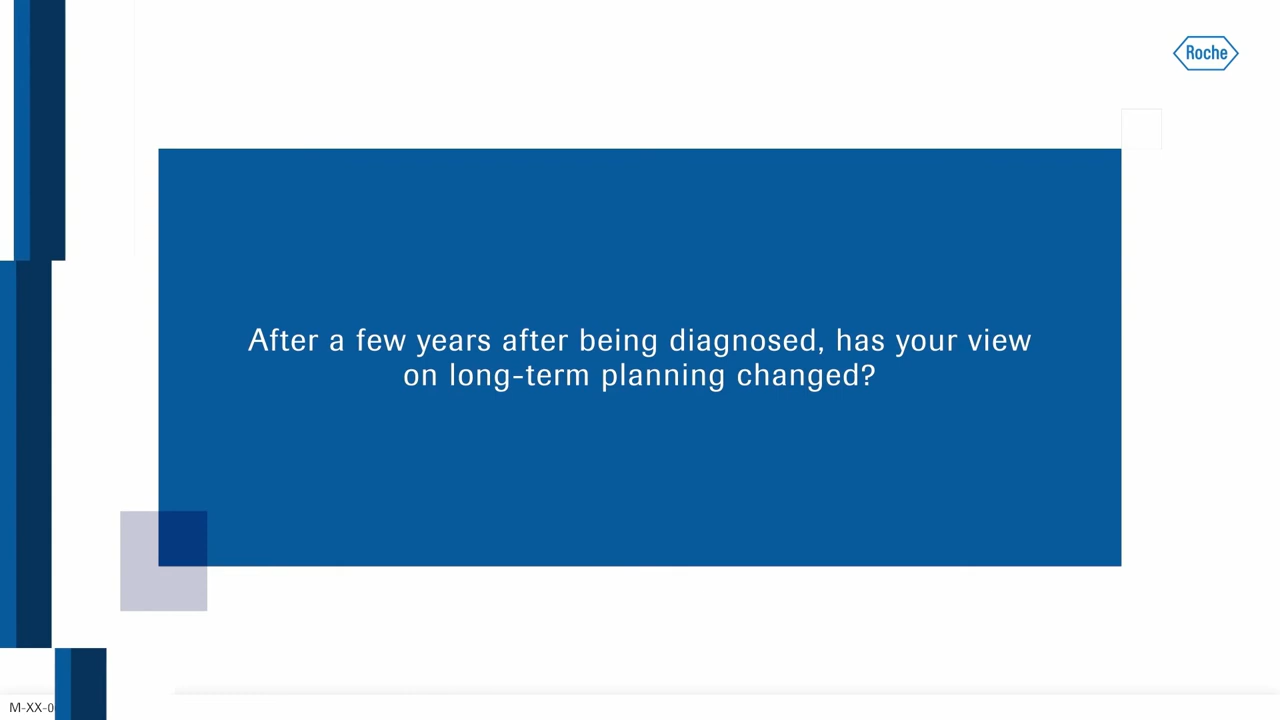 Roche
After a few years after being diagnosed, has your view
on long-term planning changed?
M-XX-0